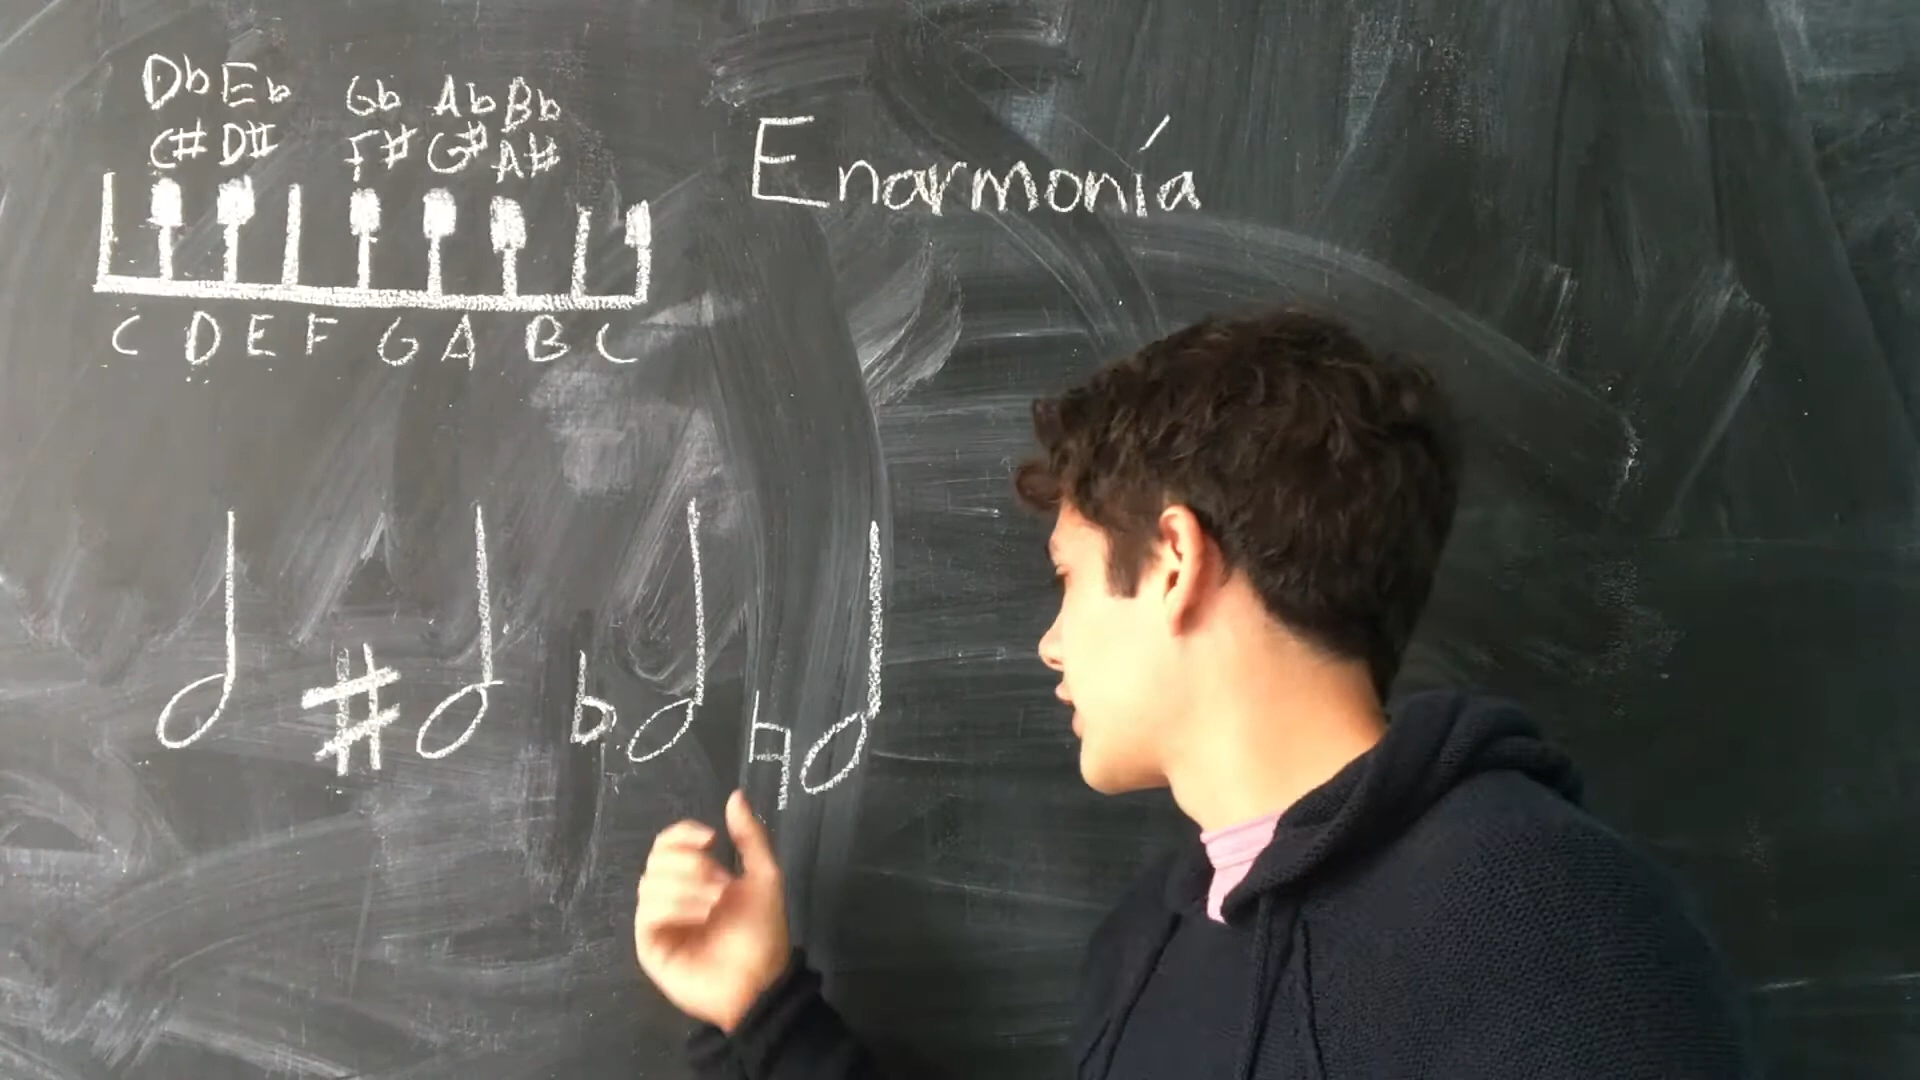 Db Eb Gb Ab Bb
C# D# F# G# A#
C D E F G A B C
Enarmonía
# b ♮